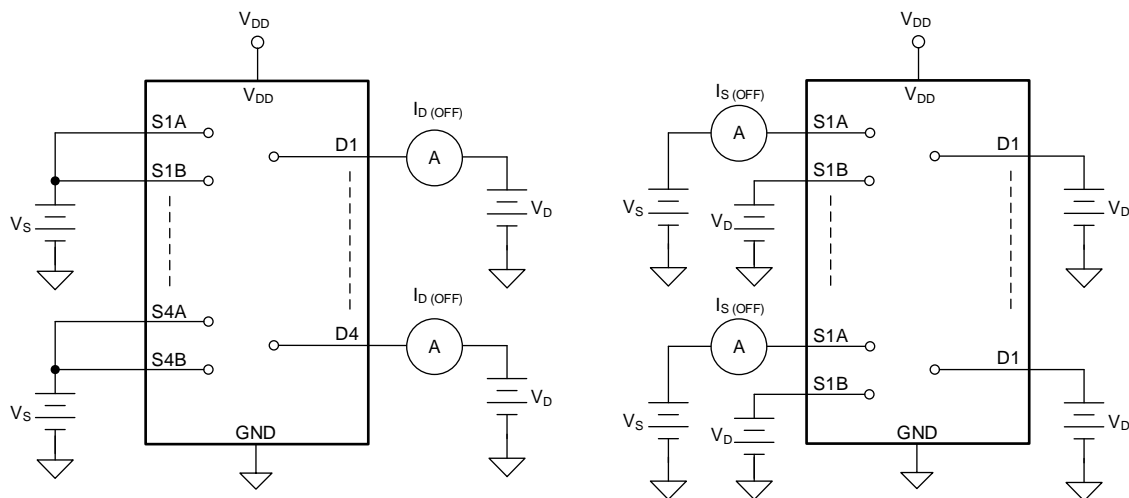 VDD
VDD
S1A
S1B
VS
D1
ID (OFF)
A
VD
S4A
S4B
VS
D4
ID (OFF)
A
VD
GND
VDD
VDD
IS (OFF)
A
S1A
S1B
VS
VD
D1
VD
IS (OFF)
A
S1A
S1B
VS
VD
D1
VD
GND